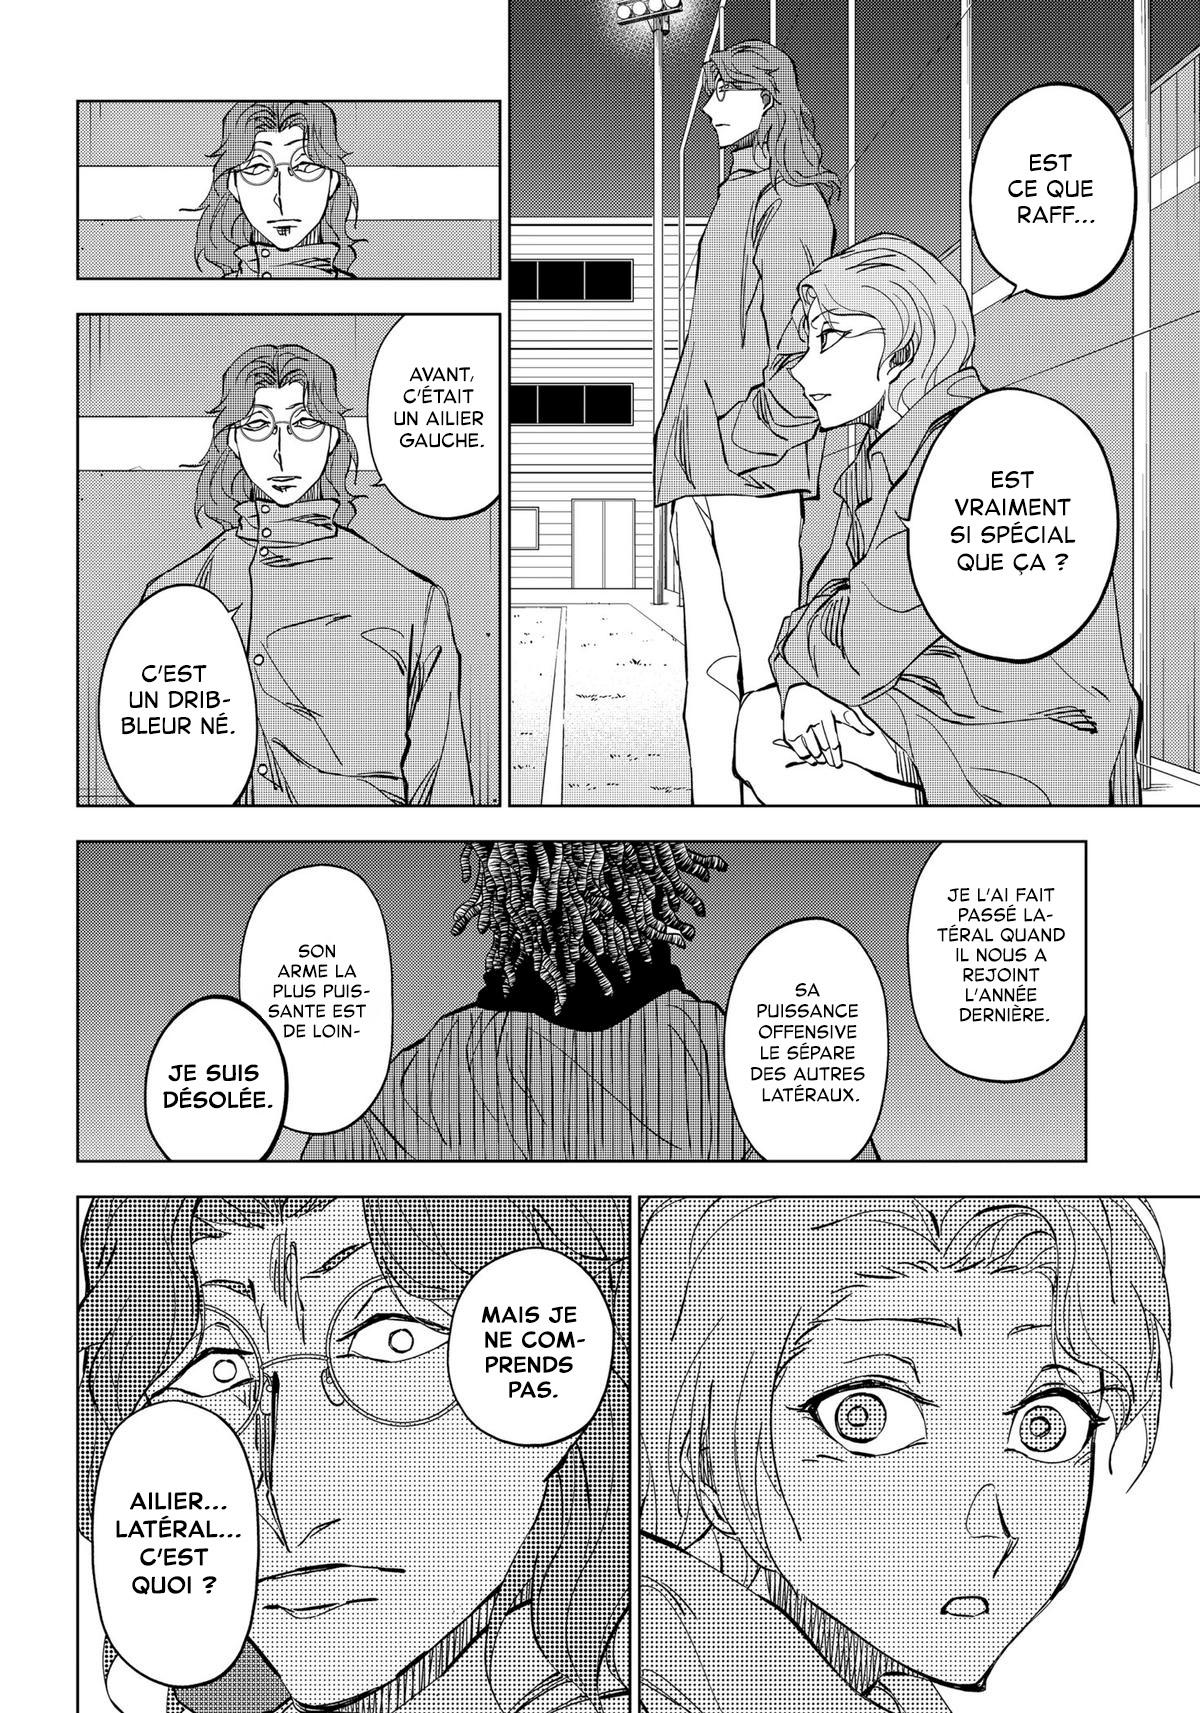 EST
CE QUE
RAFF...
EST
VRAIMENT
SI SPÉCIAL
QUE ÇA ?
AVANT,
C'ÉTAIT
UN AILIER
GAUCHE.
C'EST
UN DRIB-
BLEUR NÉ.
JE L'AI FAIT
PASSÉ LA-
TÉRAL QUAND
IL NOUS A
REJOINT
L'ANNÉE
DERNIÈRE.
SA
PUISSANCE
OFFENSIVE
LE SÉPARE
DES AUTRES
LATÉRAUX.
SON
ARME LA
PLUS PUIS-
SANTE EST
DE LOIN-
JE SUIS
DÉSOLÉE.
MAIS JE
NE COM-
PRENDS
PAS.
AILIER...
LATÉRAL...
C'EST
QUOI ?